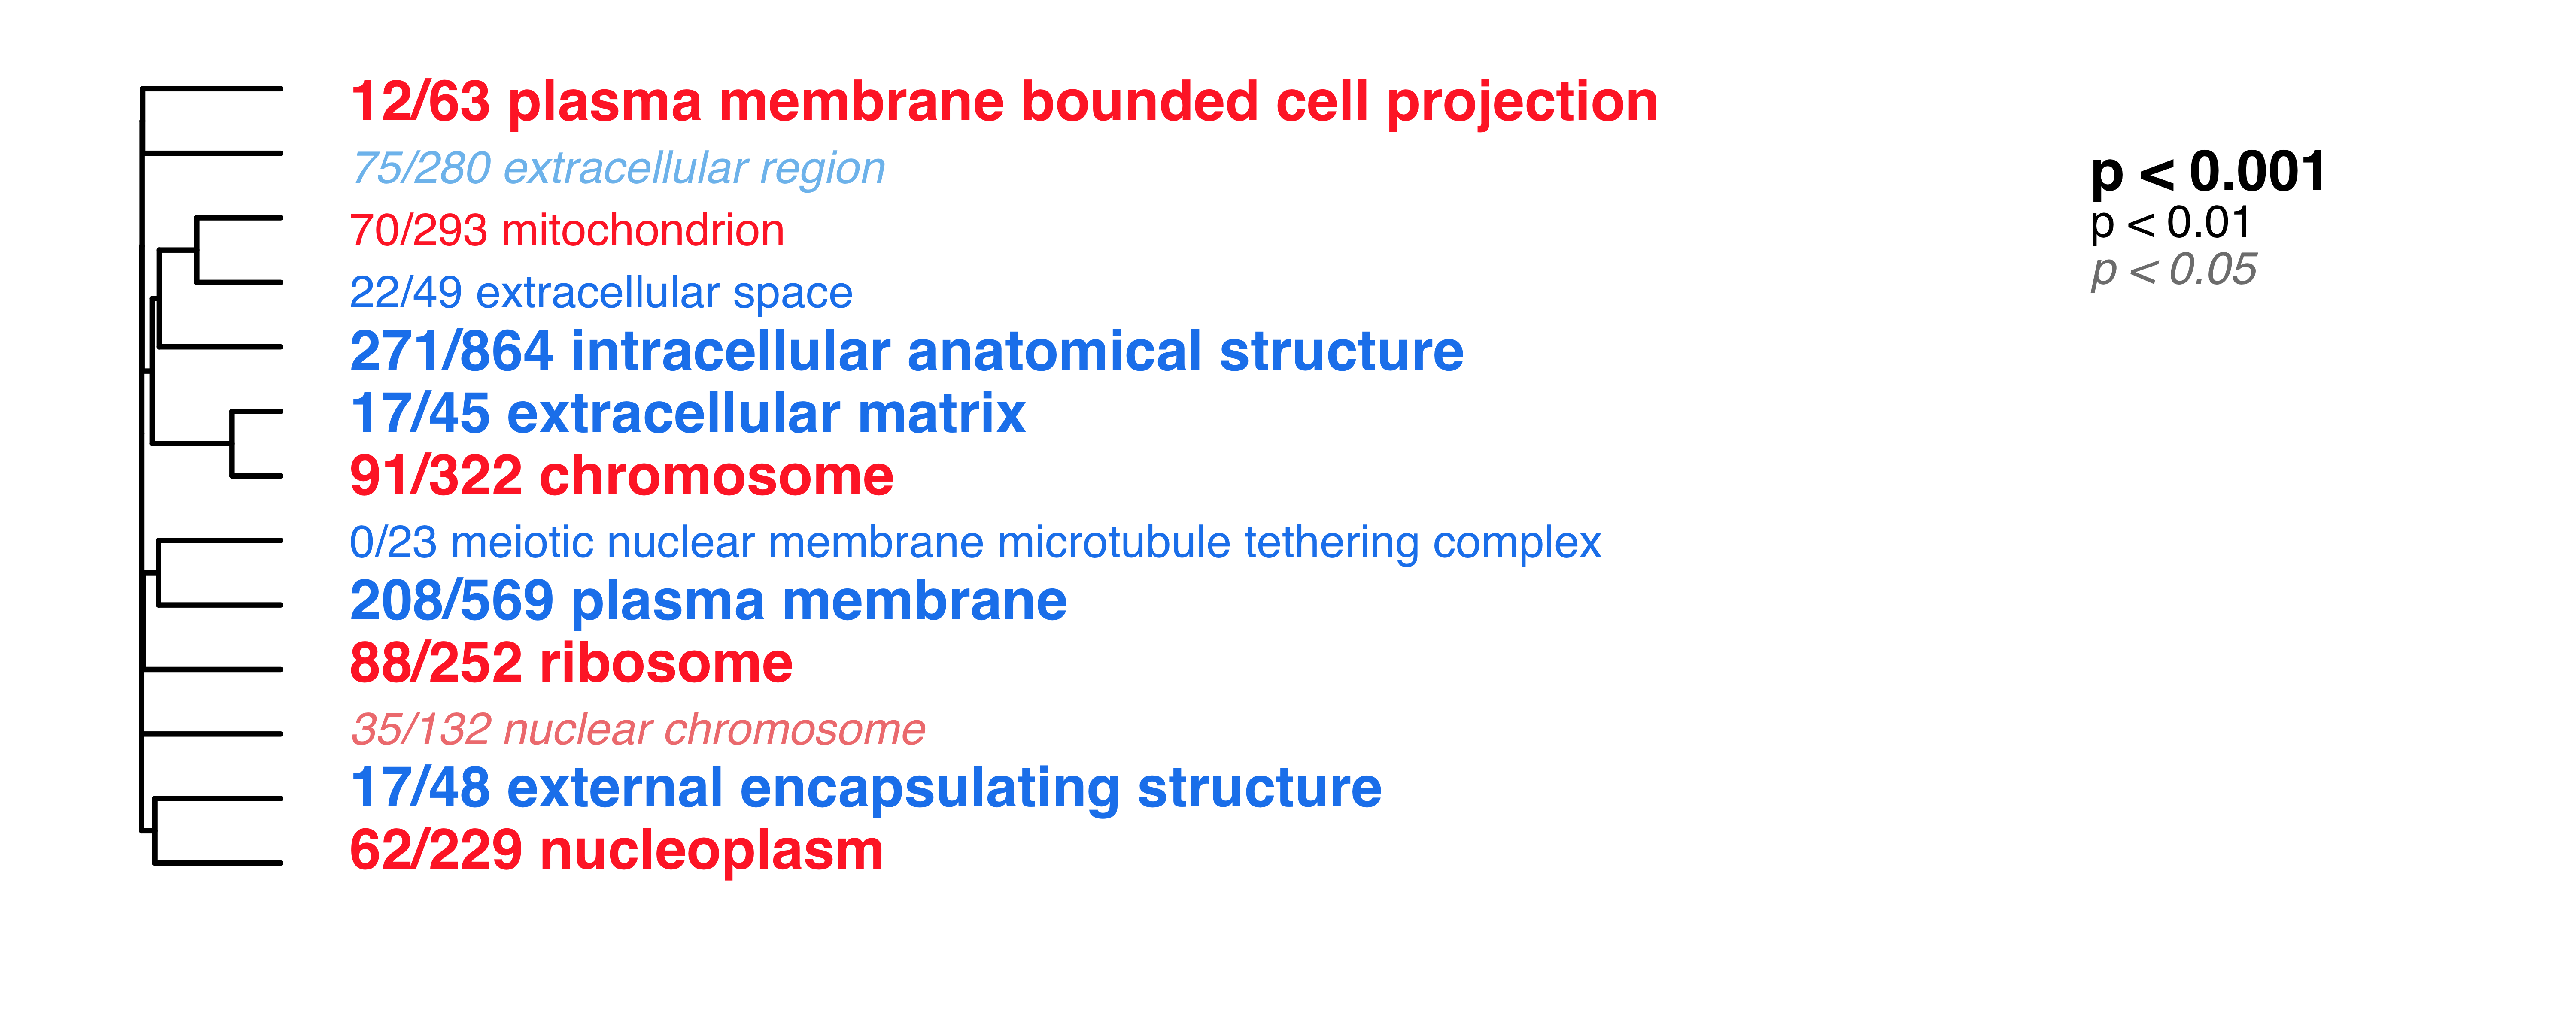 12/63 plasma membrane bounded cell projection
75/280 extracellular region
70/293 mitochondrion
22/49 extracellular space
271/864 intracellular anatomical structure
17/45 extracellular matrix
91/322 chromosome
0/23 meiotic nuclear membrane microtubule tethering complex
208/569 plasma membrane
88/252 ribosome
35/132 nuclear chromosome
17/48 external encapsulating structure
62/229 nucleoplasm
p < 0.001
p < 0.01
p < 0.05